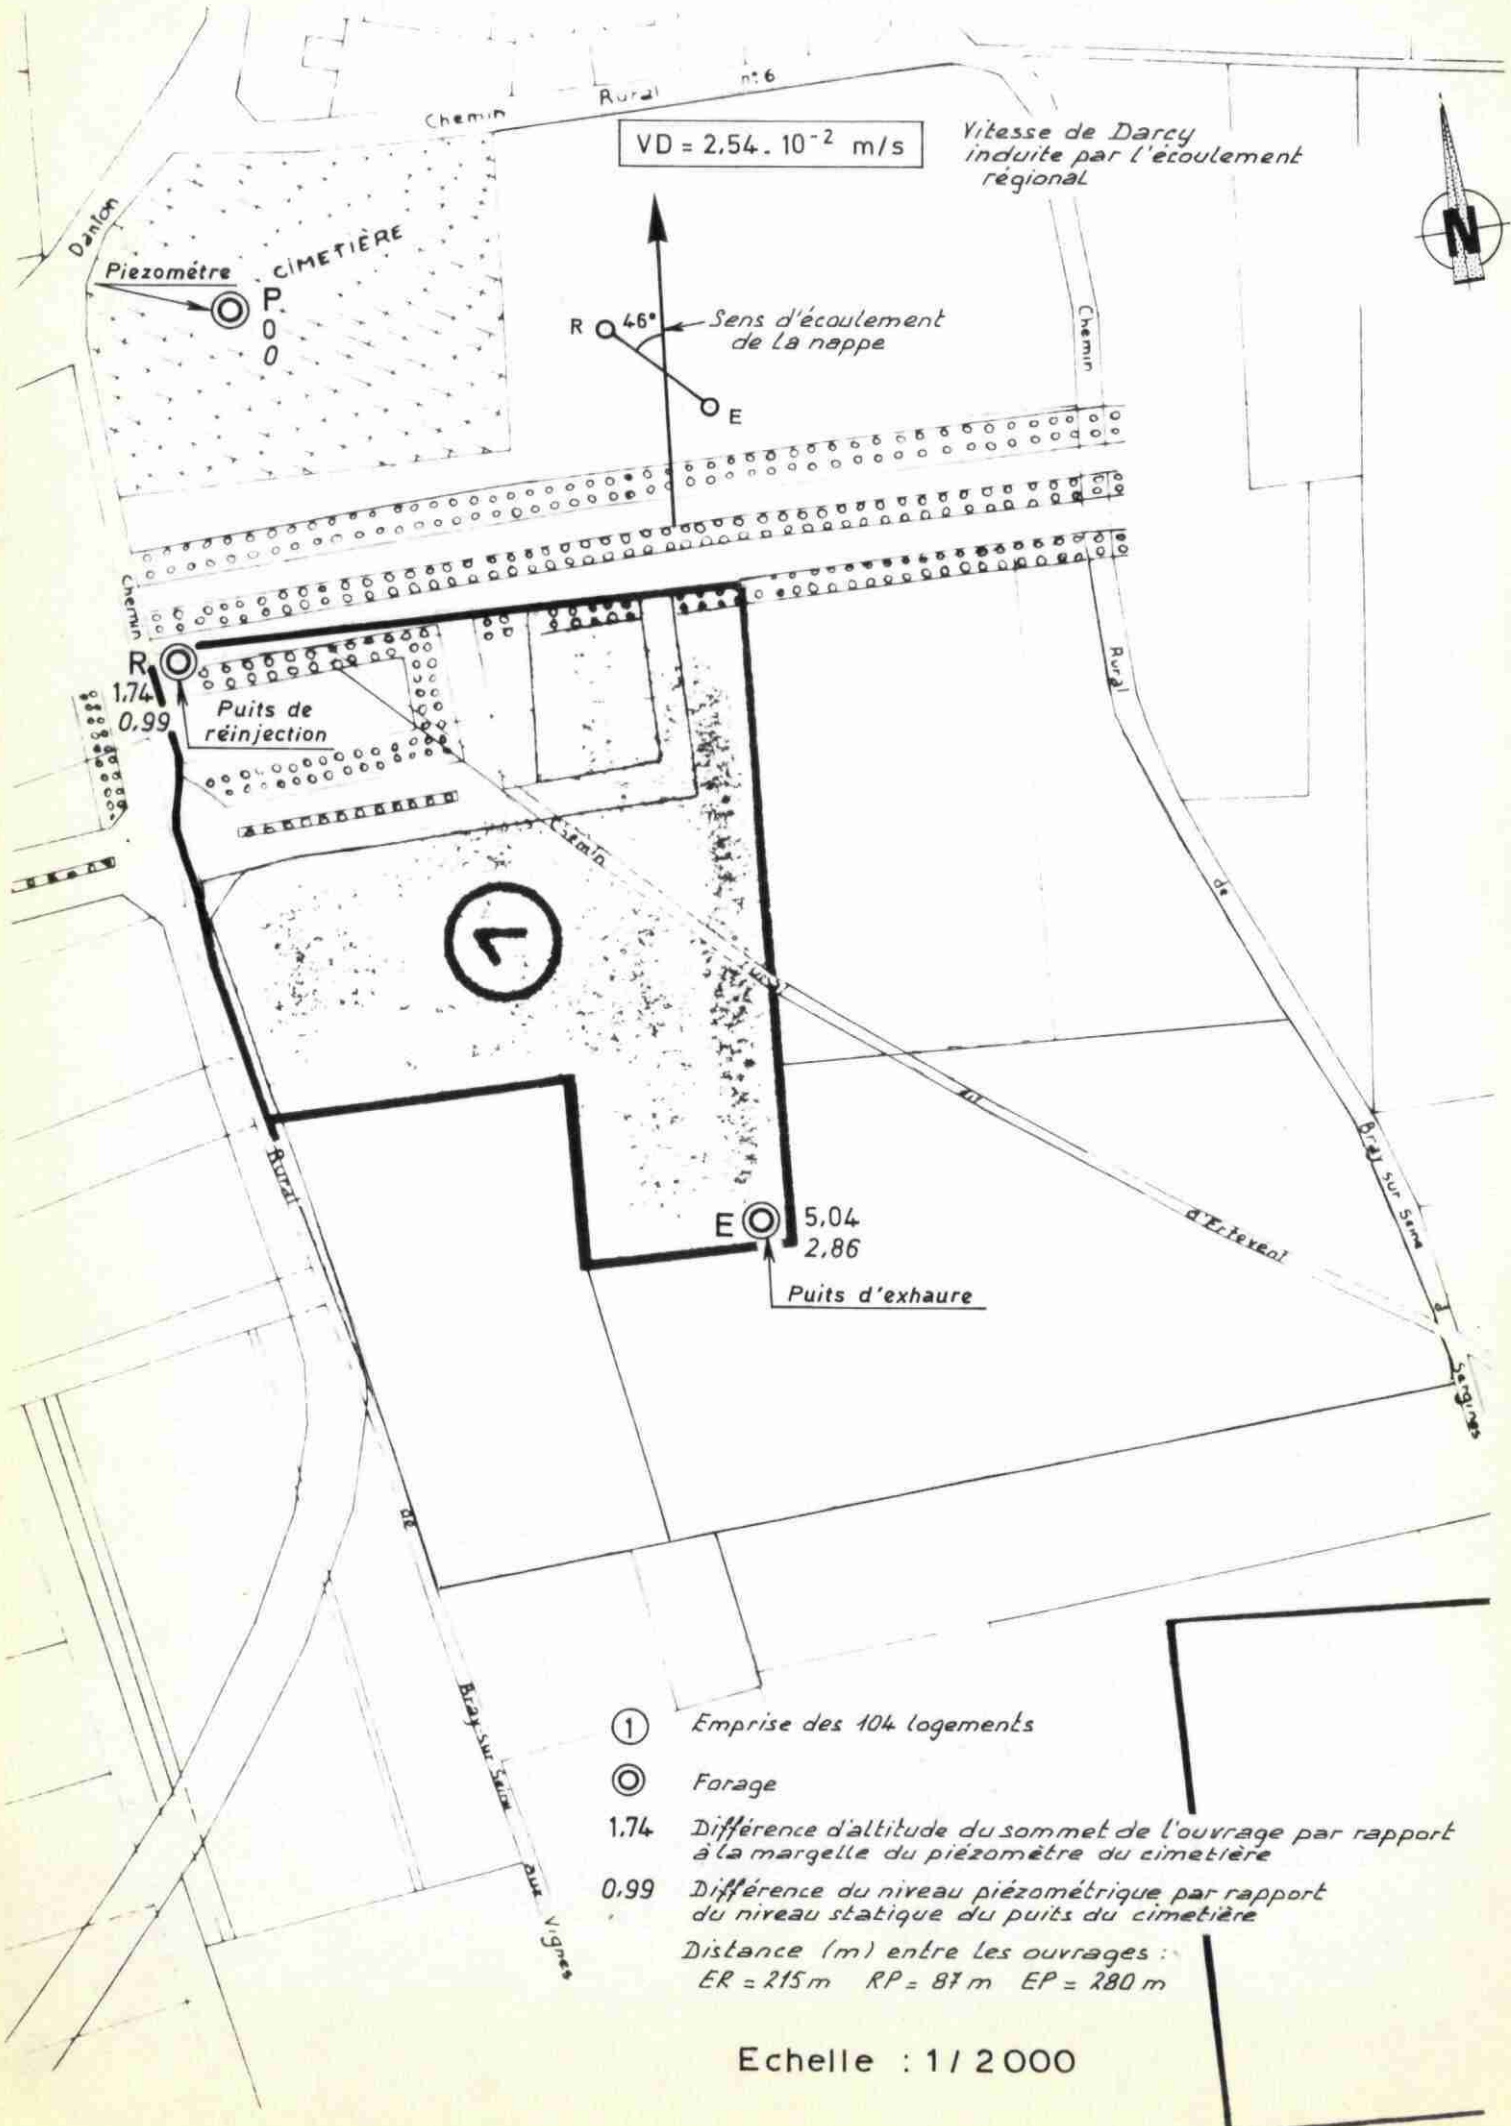 n° 6
Rural
Chemin
VD = 2,54 . 10⁻² m/s
Vitesse de Darcy
induite par l'écoulement
régional
Danton
CIMETIÈRE
N
Piezométre
P
0
0
R
46°
Sens d'écoulement
de la nappe
E
Chemin
Chemin
R
1,74
0,99
Puits de
réinjection
Rural
Chemin
de
1
Rural
Bray sur Seine
E
5,04
2,86
d'Erteveal
Puits d'exhaure
Sergines
de
Bray sur Seine
aux Vignes
1 Emprise des 104 logements
Forage
1.74 Différence d'altitude du sommet de l'ouvrage par rapport
à la margelle du piézomètre du cimetière
0,99 Différence du niveau piézométrique par rapport
du niveau statique du puits du cimetière
Distance (m) entre les ouvrages :
ER = 215 m RP = 87 m EP = 280 m
Echelle : 1 / 2 000